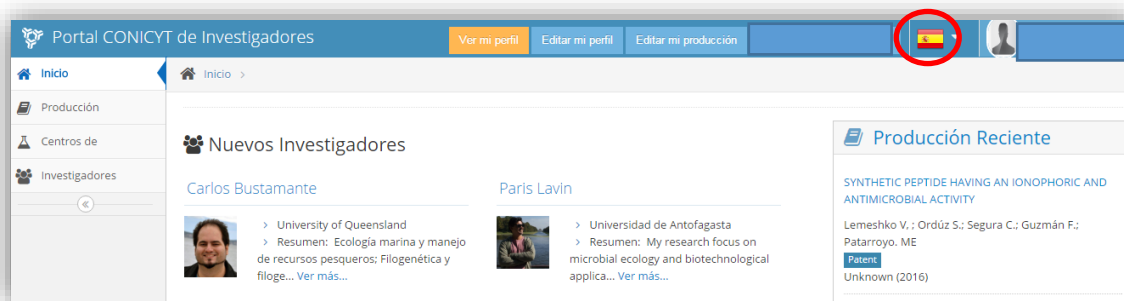 Portal CONICYT de Investigadores
Ver mi perfil
Editar mi perfil
Editar mi producción
Inicio
Producción
Centros de
Investigadores
Inicio >
Nuevos Investigadores
Carlos Bustamante
> University of Queensland
> Resumen: Ecología marina y manejo
de recursos pesqueros; Filogenética y
filoge... Ver más...
Paris Lavin
> Universidad de Antofagasta
> Resumen: My research focus on
microbial ecology and biotechnological
applica... Ver más...
Producción Reciente
SYNTHETIC PEPTIDE HAVING AN IONOPHORIC AND
ANTIMICROBIAL ACTIVITY
Lemeshko V, ; Ordúz S.; Segura C.; Guzmán F.;
Patarroyo. ME
Patent
Unknown (2016)